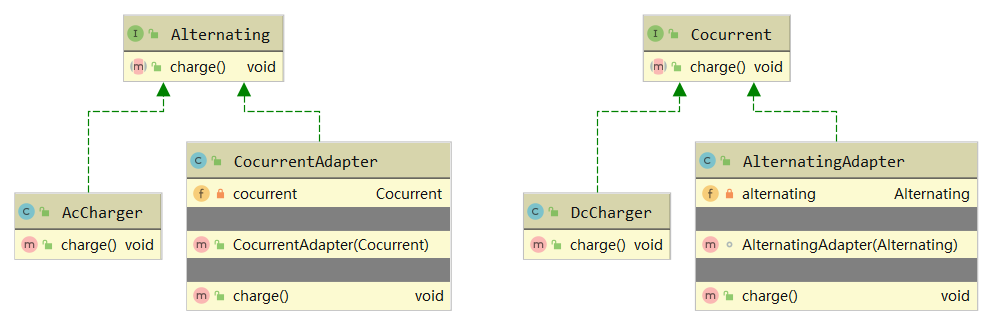 Alternating
charge() void
Cocurrent
charge() void
CocurrentAdapter
cocurrent Cocurrent
CocurrentAdapter(Cocurrent)
charge() void
AcCharger
charge() void
AlternatingAdapter
alternating Alternating
AlternatingAdapter(Alternating)
charge() void
DcCharger
charge() void